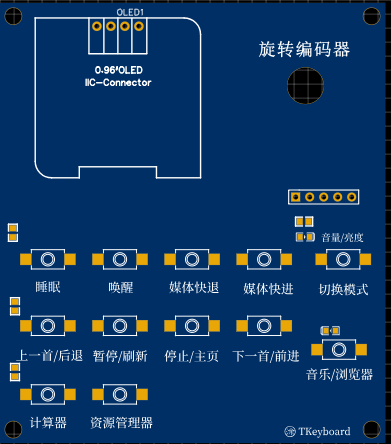 OLED1
旋转编码器
0.96'OLED
IIC-Connector
音量/亮度
睡眠 唤醒 媒体快退 媒体快进 切换模式
上一首/后退 暂停/刷新 停止/主页 下一首/前进
音乐/浏览器
计算器 资源管理器
TKeyboard